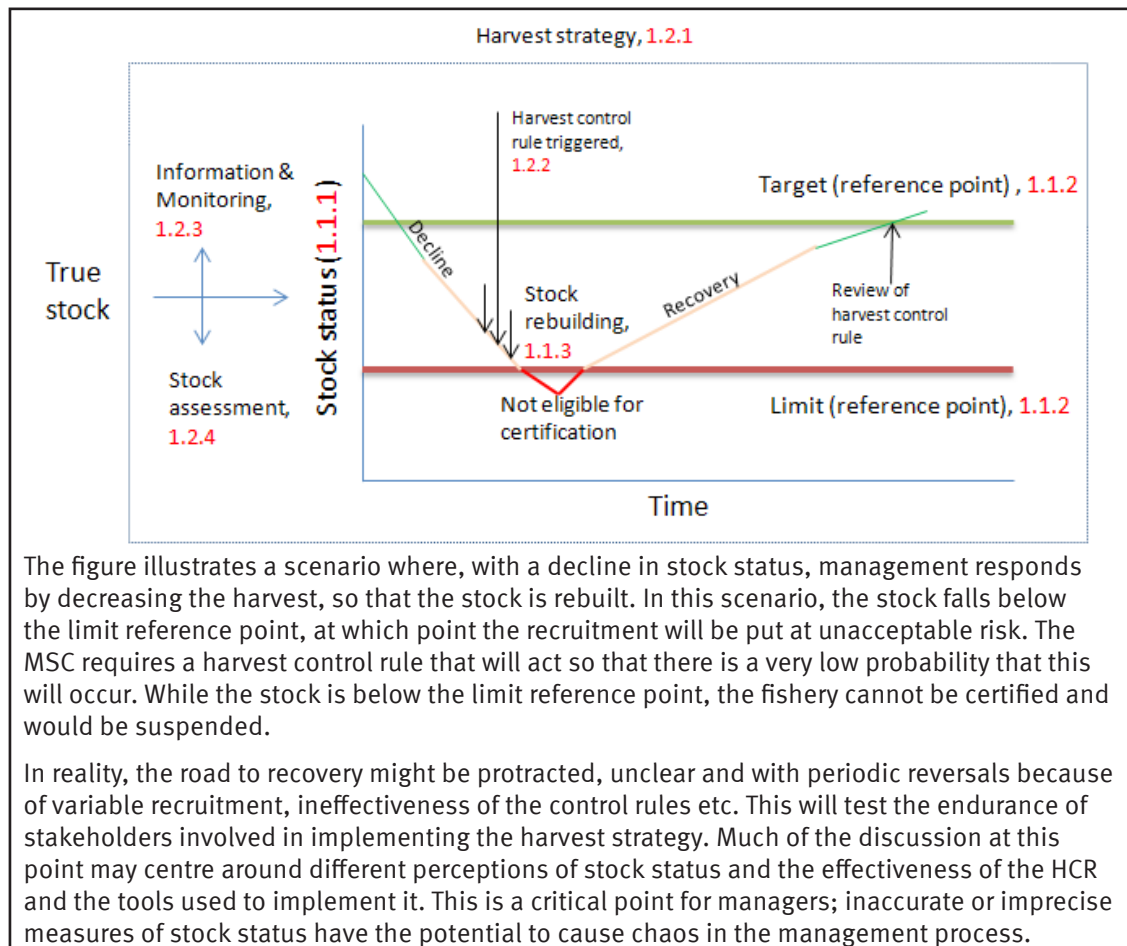 Harvest strategy, 1.2.1
Harvest control
rule triggered,
1.2.2
Information &
Monitoring,
1.2.3
True
stock
Stock
assessment,
1.2.4
Stock status (1.1.1)
Decline
Stock
rebuilding,
1.1.3
Recovery
Target (reference point) , 1.1.2
Review of
harvest control
rule
Not eligible for
certification
Limit (reference point), 1.1.2
Time
The figure illustrates a scenario where, with a decline in stock status, management responds
by decreasing the harvest, so that the stock is rebuilt. In this scenario, the stock falls below
the limit reference point, at which point the recruitment will be put at unacceptable risk. The
MSC requires a harvest control rule that will act so that there is a very low probability that this
will occur. While the stock is below the limit reference point, the fishery cannot be certified and
would be suspended.
In reality, the road to recovery might be protracted, unclear and with periodic reversals because
of variable recruitment, ineffectiveness of the control rules etc. This will test the endurance of
stakeholders involved in implementing the harvest strategy. Much of the discussion at this
point may centre around different perceptions of stock status and the effectiveness of the HCR
and the tools used to implement it. This is a critical point for managers; inaccurate or imprecise
measures of stock status have the potential to cause chaos in the management process.